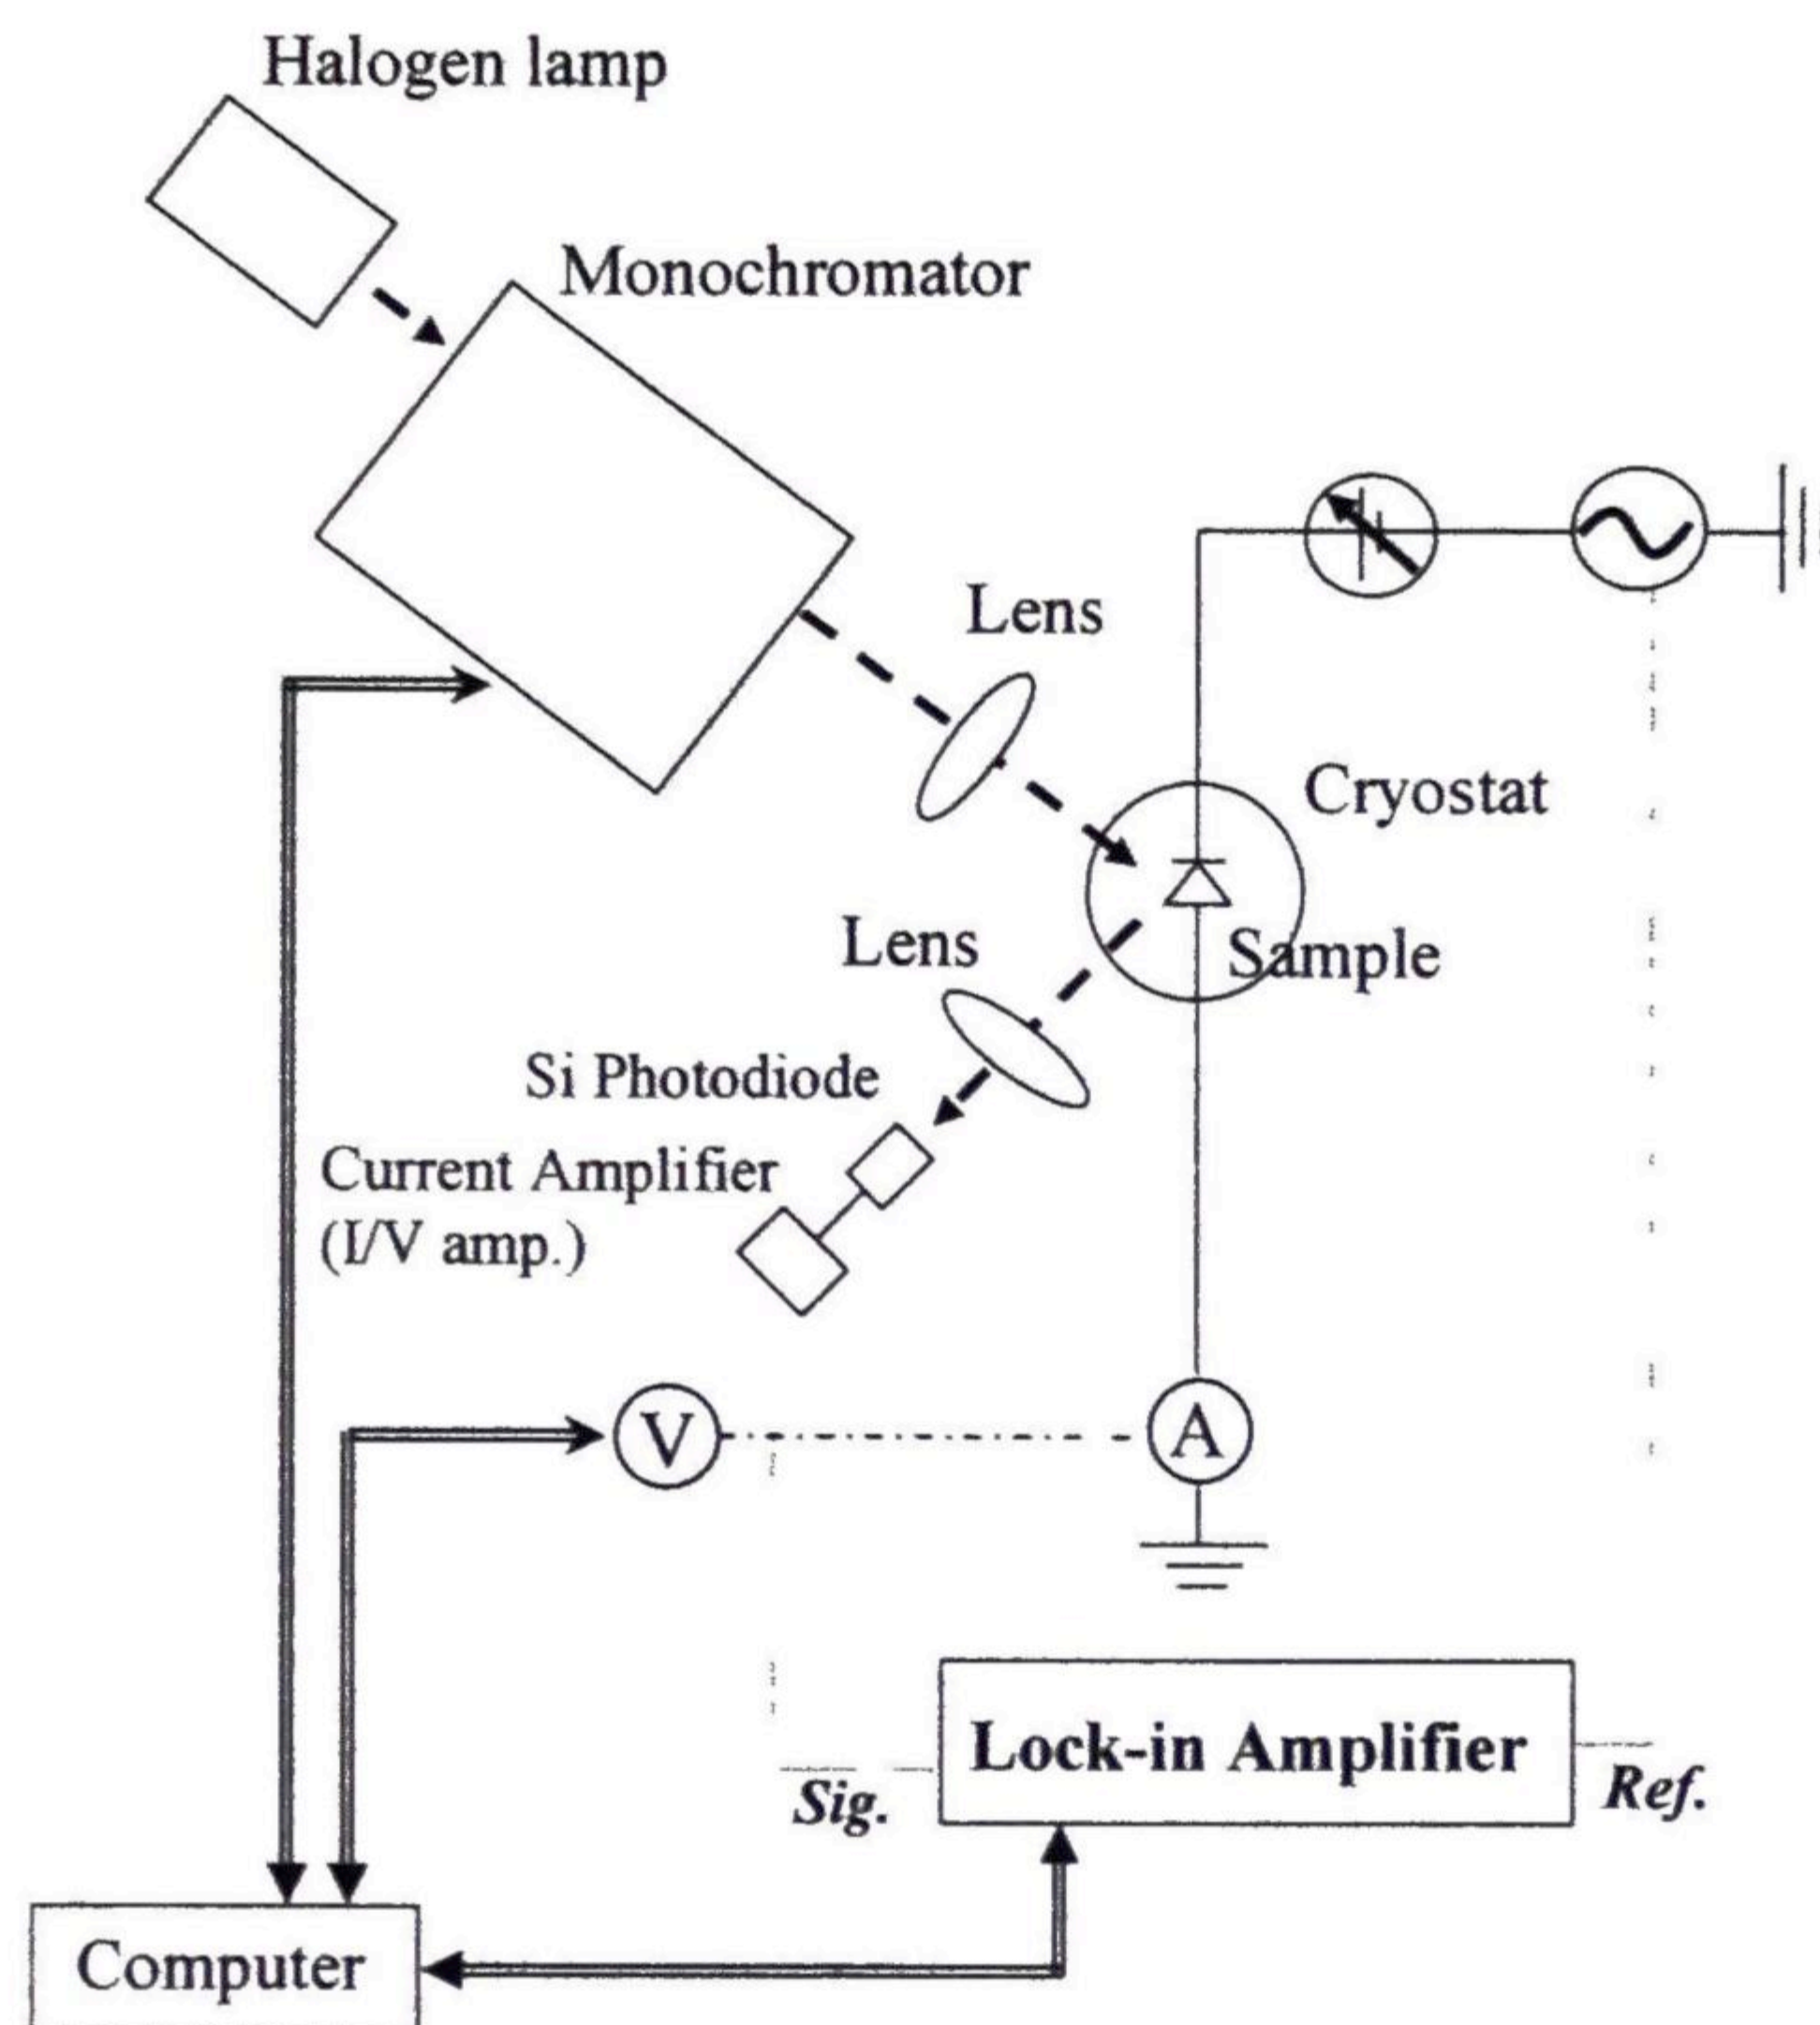 Halogen lamp
Monochromator
Lens
Cryostat
Lens
Sample
Si Photodiode
Current Amplifier
(I/V amp.)
V
A
Lock-in Amplifier
Sig.
Ref.
Computer